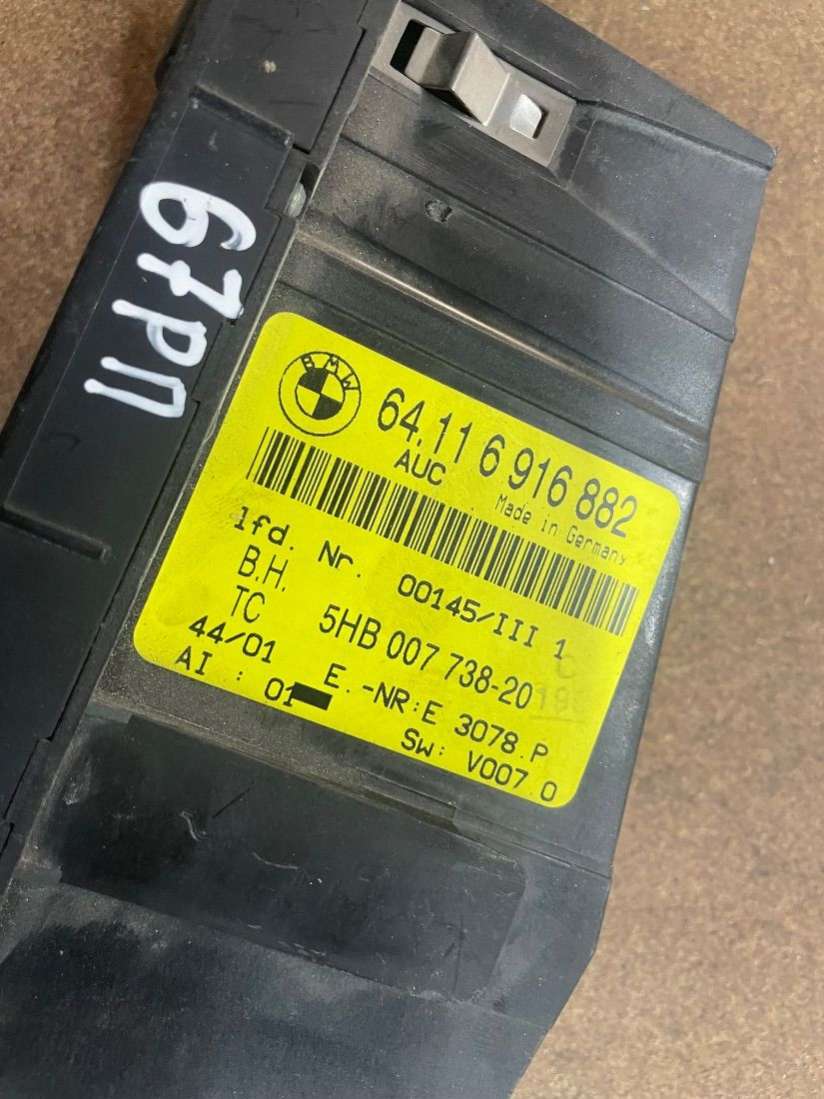 67РП
BMW
64.11 6 916 882
AUC
Made in Germany
lfd. Nr. 00145/III 1
B.H.
TC 5HB 007 738-20
44/01 E.-NR:E 3078.P
AI : 01 Sw: V007.0